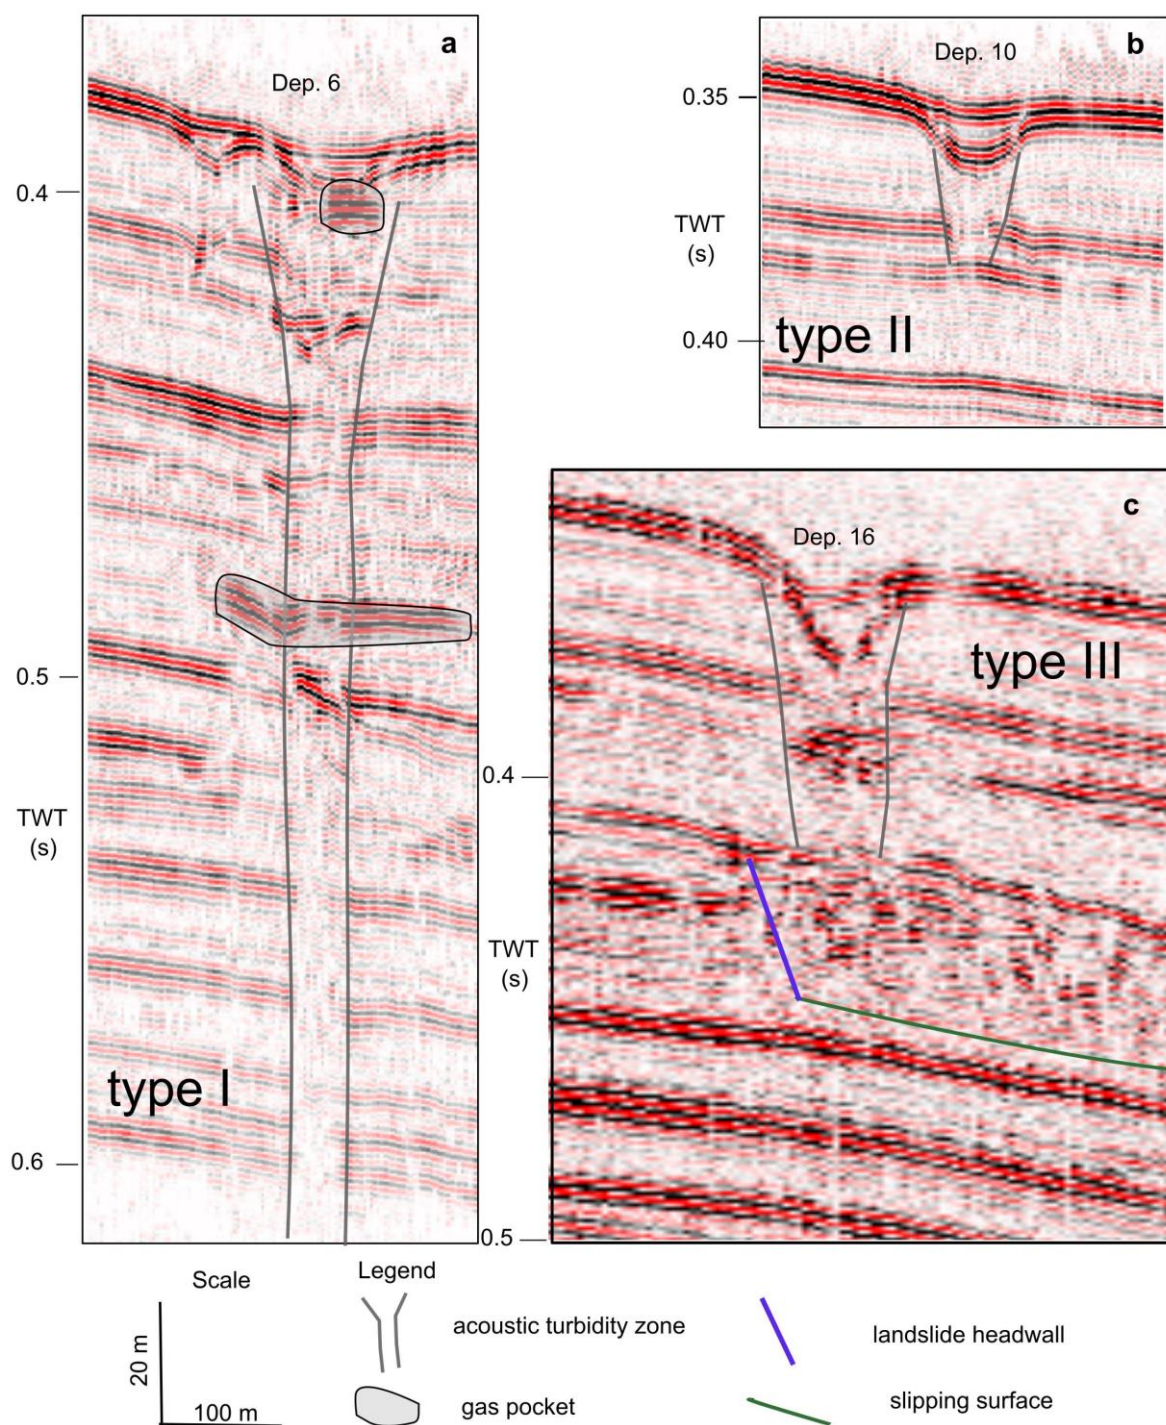 a
Dep. 6
0.4
0.5
TWT
(s)
type I
0.6
b
Dep. 10
0.35
TWT
(s)
0.40
type II
c
Dep. 16
type III
0.4
TWT
(s)
0.5
Scale
20 m
100 m
Legend
acoustic turbidity zone
gas pocket
landslide headwall
slipping surface